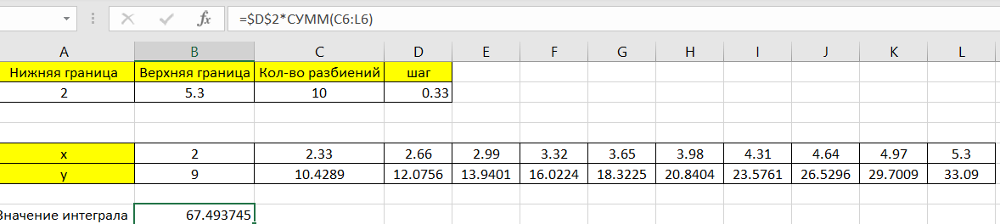 fx =$D$2*СУММ(C6:L6)
A B C D E F G H I J K L
Нижняя граница Верхняя граница Кол-во разбиений шаг
2 5.3 10 0.33
x 2 2.33 2.66 2.99 3.32 3.65 3.98 4.31 4.64 4.97 5.3
y 9 10.4289 12.0756 13.9401 16.0224 18.3225 20.8404 23.5761 26.5296 29.7009 33.09
Значение интеграла 67.493745